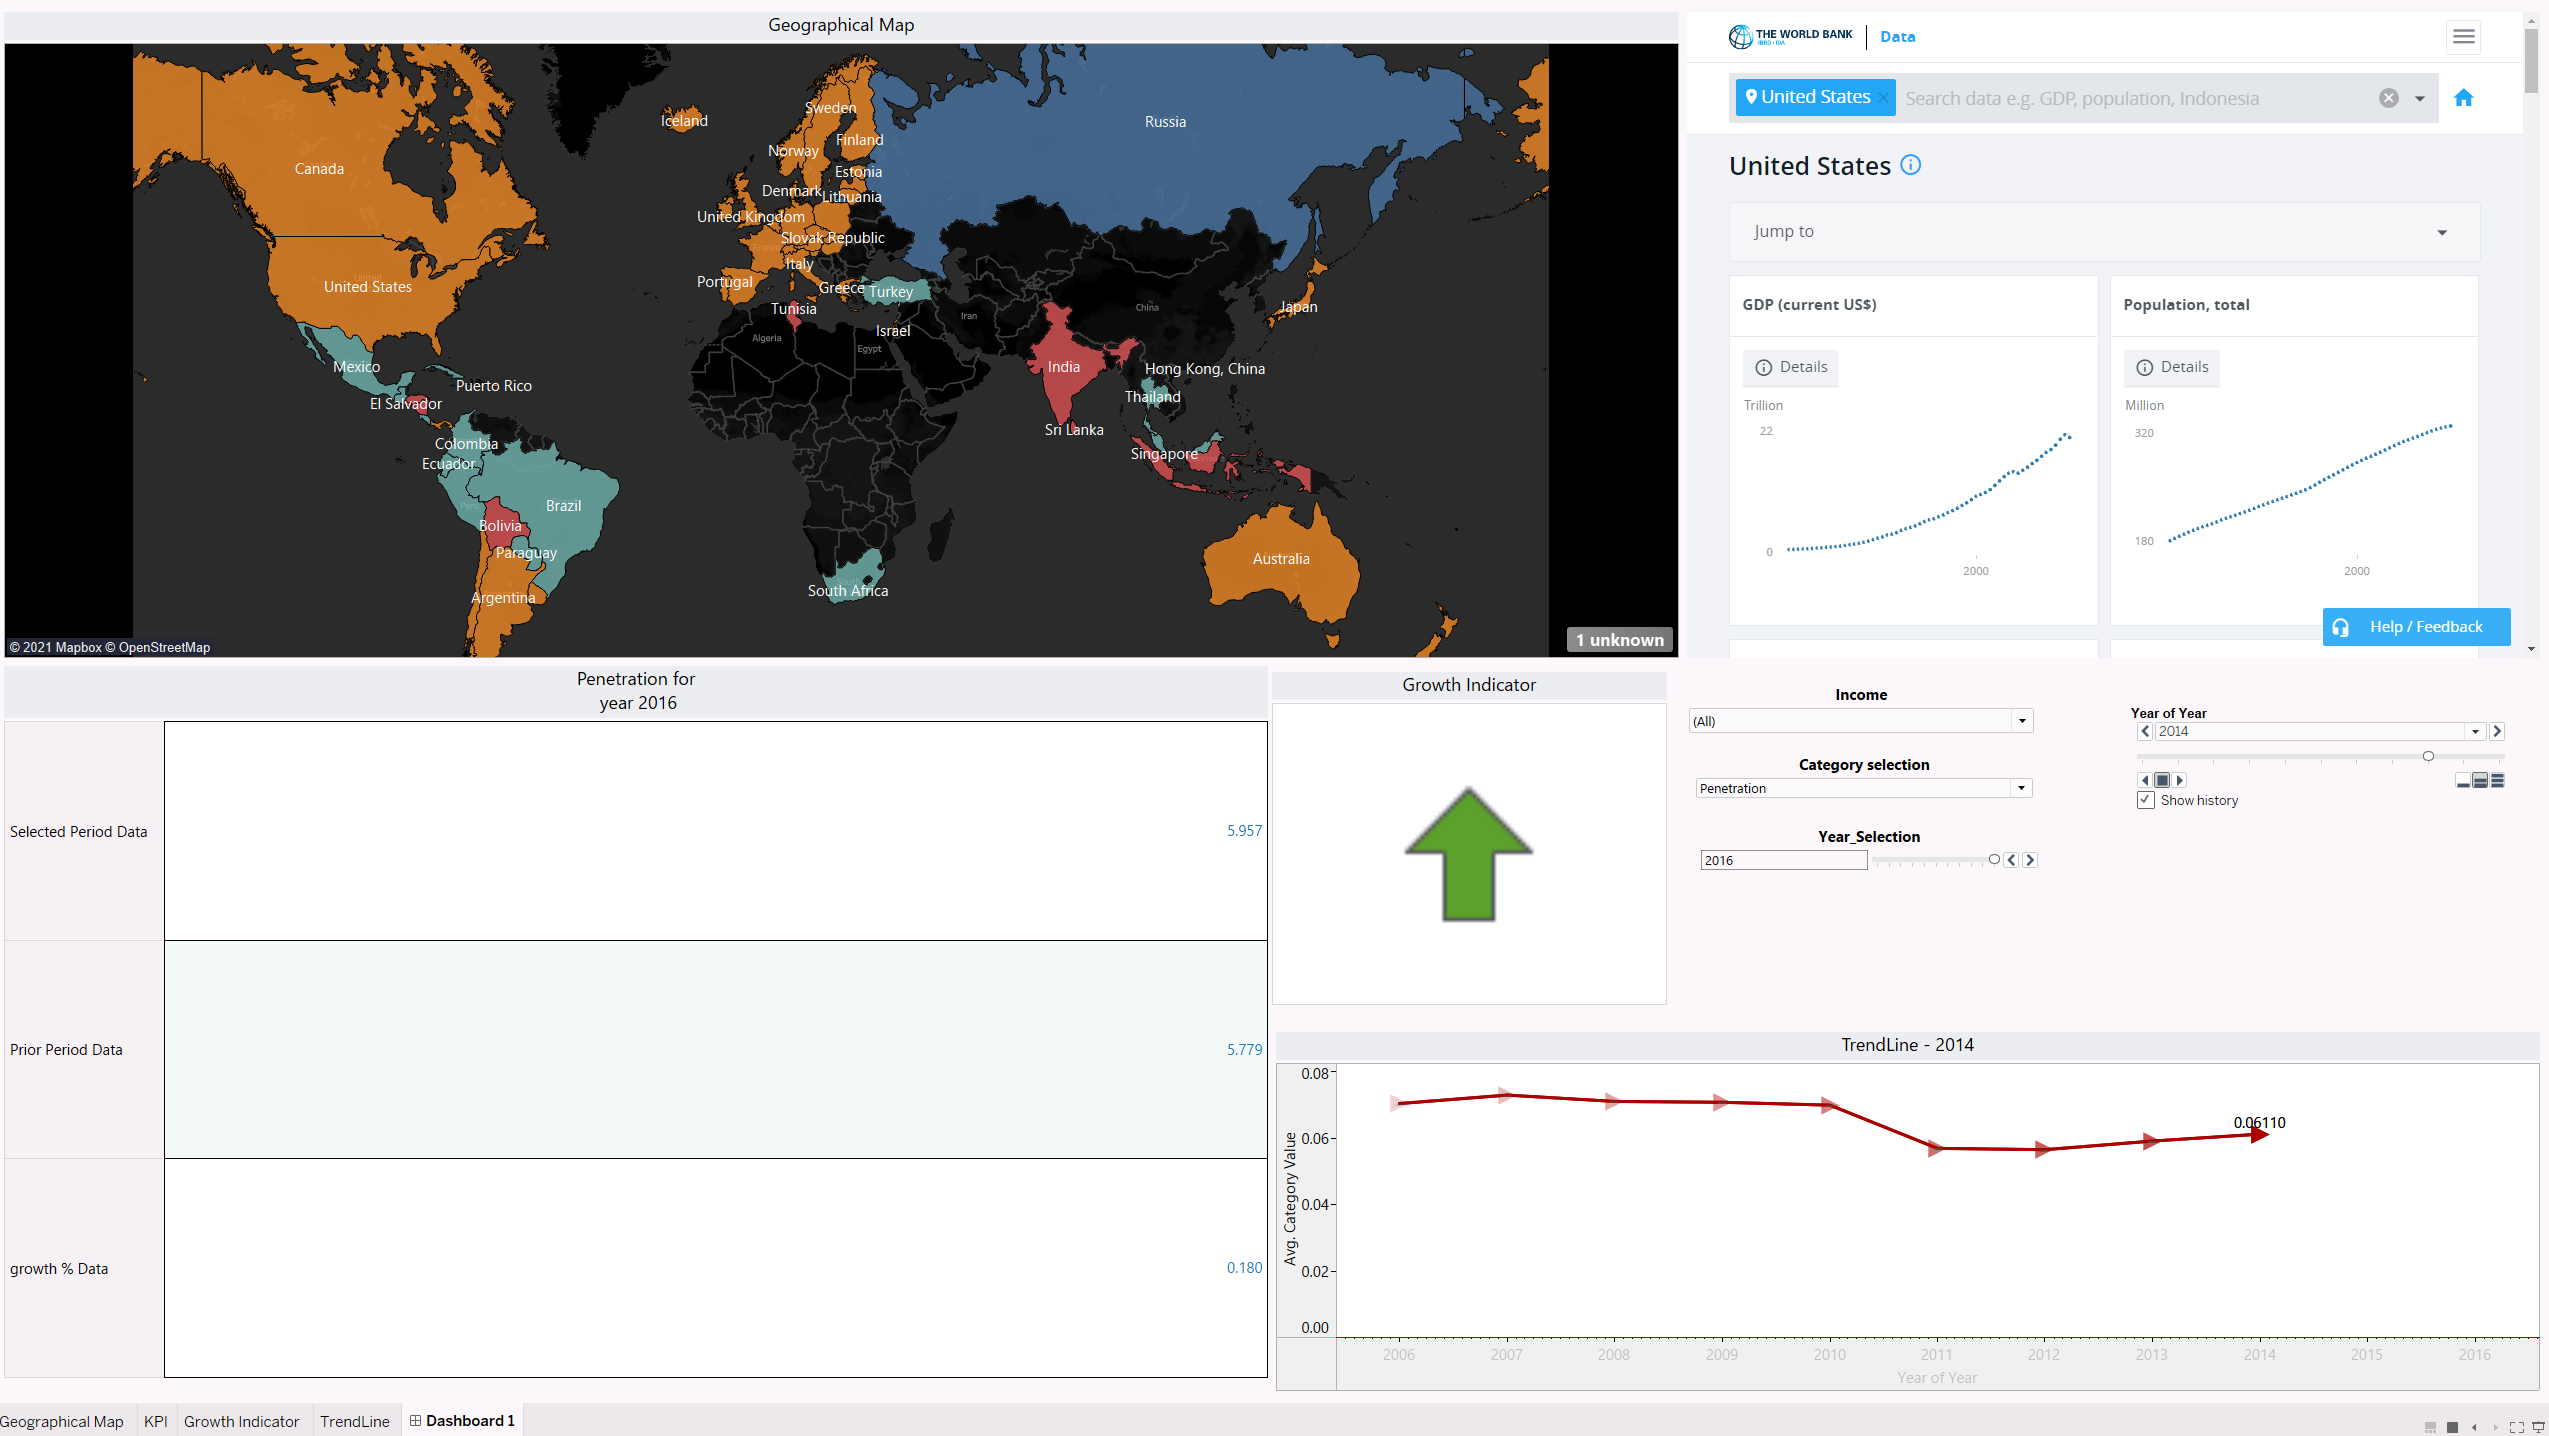 Geographical Map
Iceland
Sweden
Finland
Norway
Estonia
Denmark
Lithuania
United Kingdom
Slovak Republic
France
Italy
Portugal
Greece
Turkey
Tunisia
Israel
Russia
Canada
United
United States
Mexico
Puerto Rico
El Salvador
Colombia
Ecuador
Peru
Brazil
Bolivia
Paraguay
Argentina
Algeria
Egypt
Iran
China
Japan
India
Hong Kong, China
Thailand
Sri Lanka
Singapore
South Africa
Australia
© 2021 Mapbox © OpenStreetMap
1 unknown
THE WORLD BANK
IBRD • IDA
Data
United States ×
Search data e.g. GDP, population, Indonesia
United States
Jump to
GDP (current US$)
Details
Trillion
22
0
2000
Population, total
Details
Million
320
180
2000
Help / Feedback
Penetration for
year 2016
Selected Period Data
5.957
Prior Period Data
5.779
growth % Data
0.180
Growth Indicator
Income
(All)
Category selection
Penetration
Year_Selection
2016
Year of Year
2014
Show history
TrendLine - 2014
Avg. Category Value
0.08
0.06
0.04
0.02
0.00
0.06110
2006 2007 2008 2009 2010 2011 2012 2013 2014 2015 2016
Year of Year
Geographical Map
KPI
Growth Indicator
TrendLine
Dashboard 1